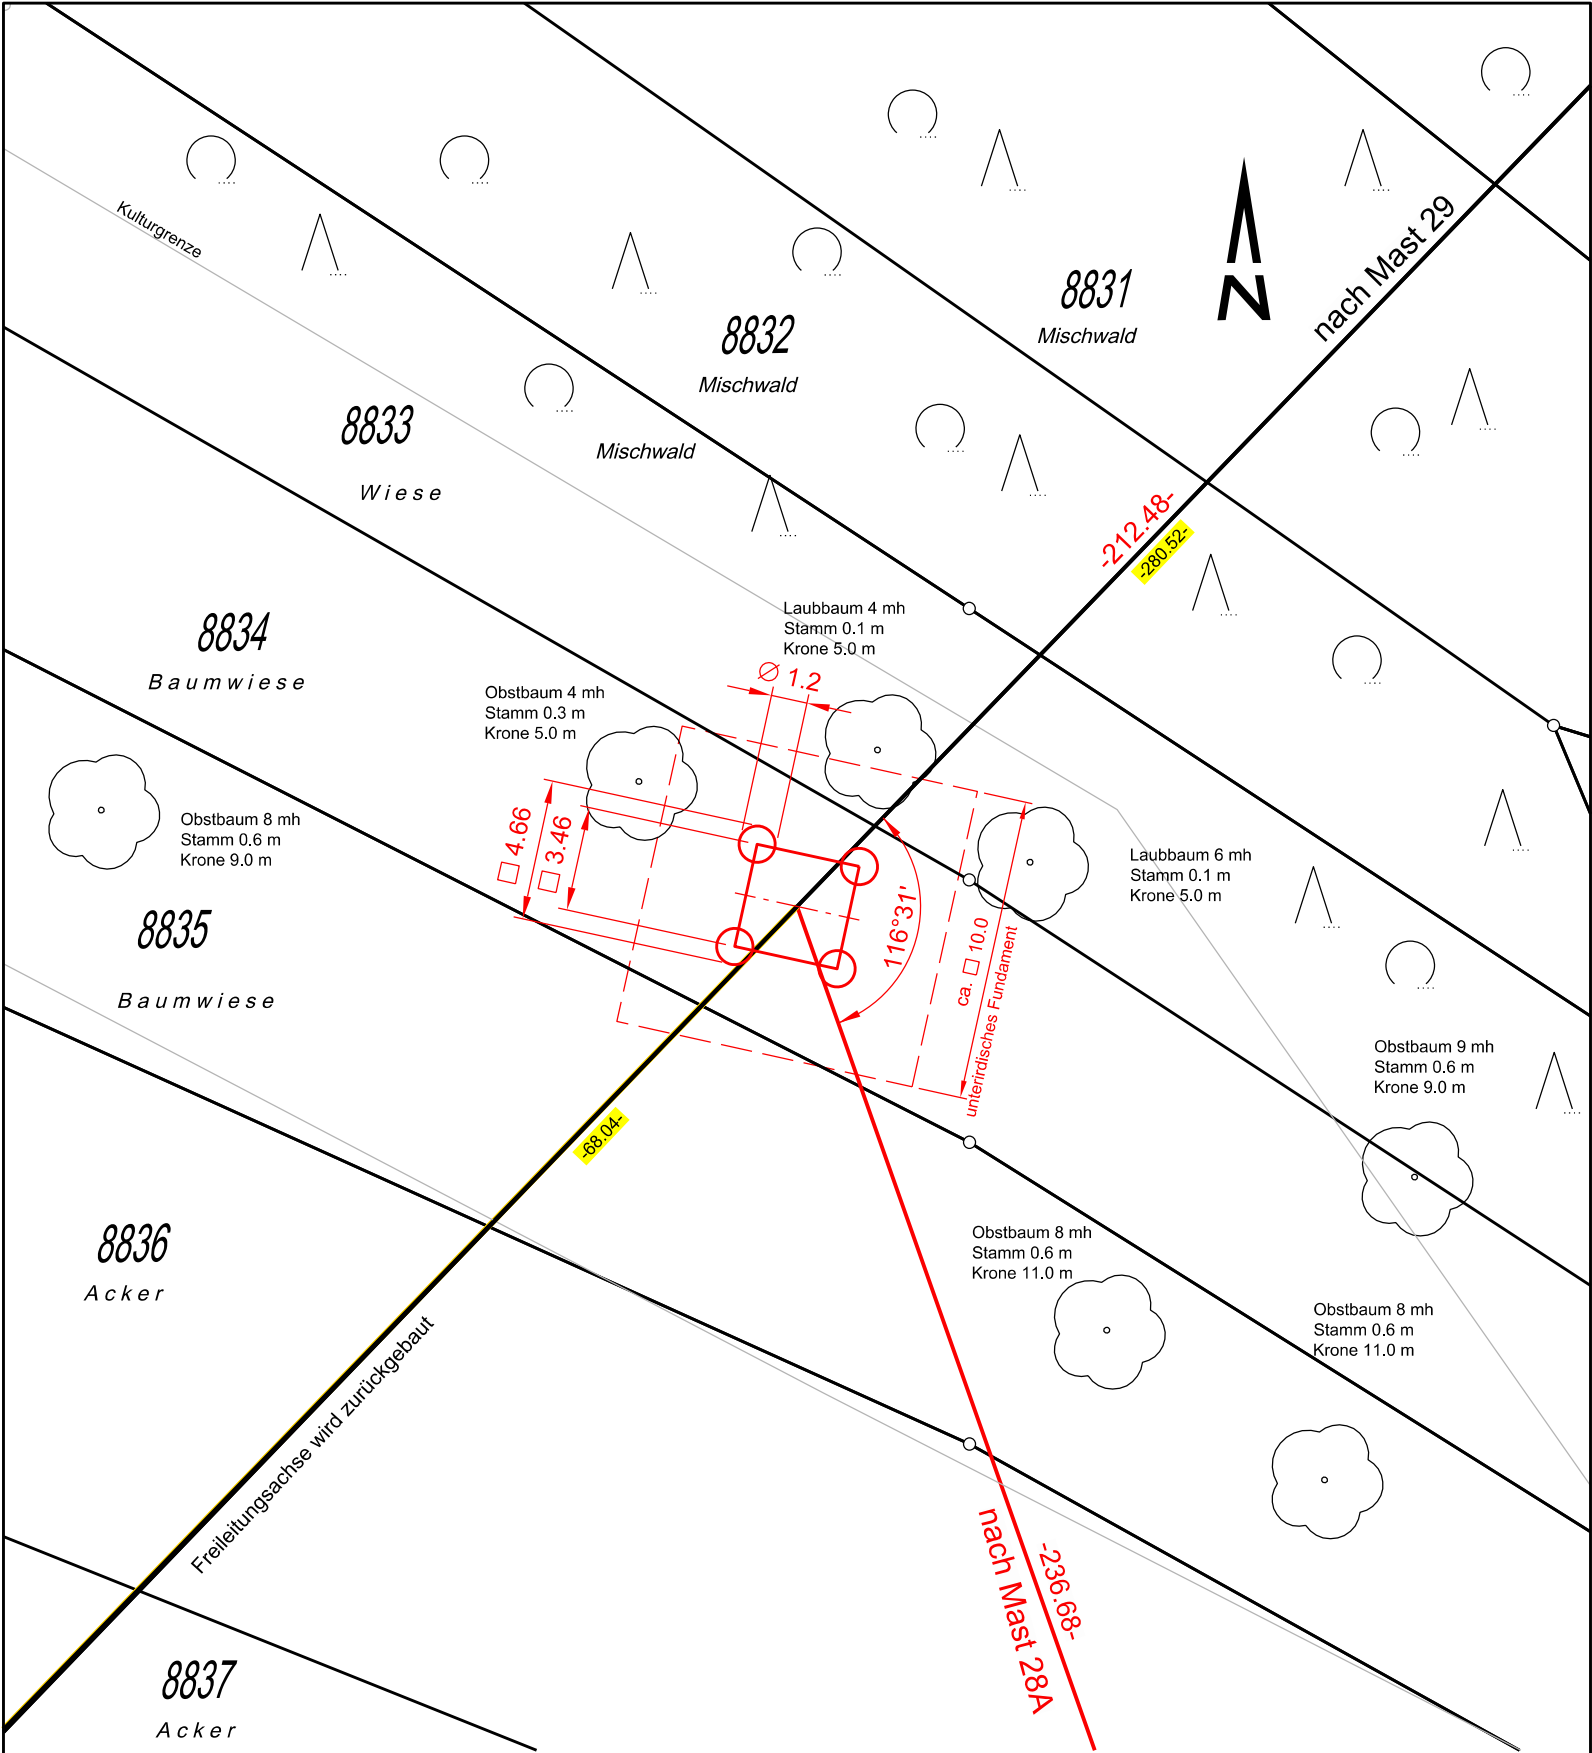 Kulturgrenze
N
8831
Mischwald
nach Mast 29
8832
Mischwald
8833
Wiese
Mischwald
-212.48-
-280.52-
8834
Baumwiese
Laubbaum 4 mh
Stamm 0.1 m
Krone 5.0 m
Obstbaum 4 mh
Stamm 0.3 m
Krone 5.0 m
∅ 1.2
□ 4.66
□ 3.46
Obstbaum 8 mh
Stamm 0.6 m
Krone 9.0 m
Laubbaum 6 mh
Stamm 0.1 m
Krone 5.0 m
116°31'
ca. □ 10.0
unterirdisches Fundament
8835
Baumwiese
-68.04-
Obstbaum 9 mh
Stamm 0.6 m
Krone 9.0 m
8836
Acker
Obstbaum 8 mh
Stamm 0.6 m
Krone 11.0 m
Obstbaum 8 mh
Stamm 0.6 m
Krone 11.0 m
Freileitungsachse wird zurückgebaut
-236.68-
nach Mast 28A
8837
Acker